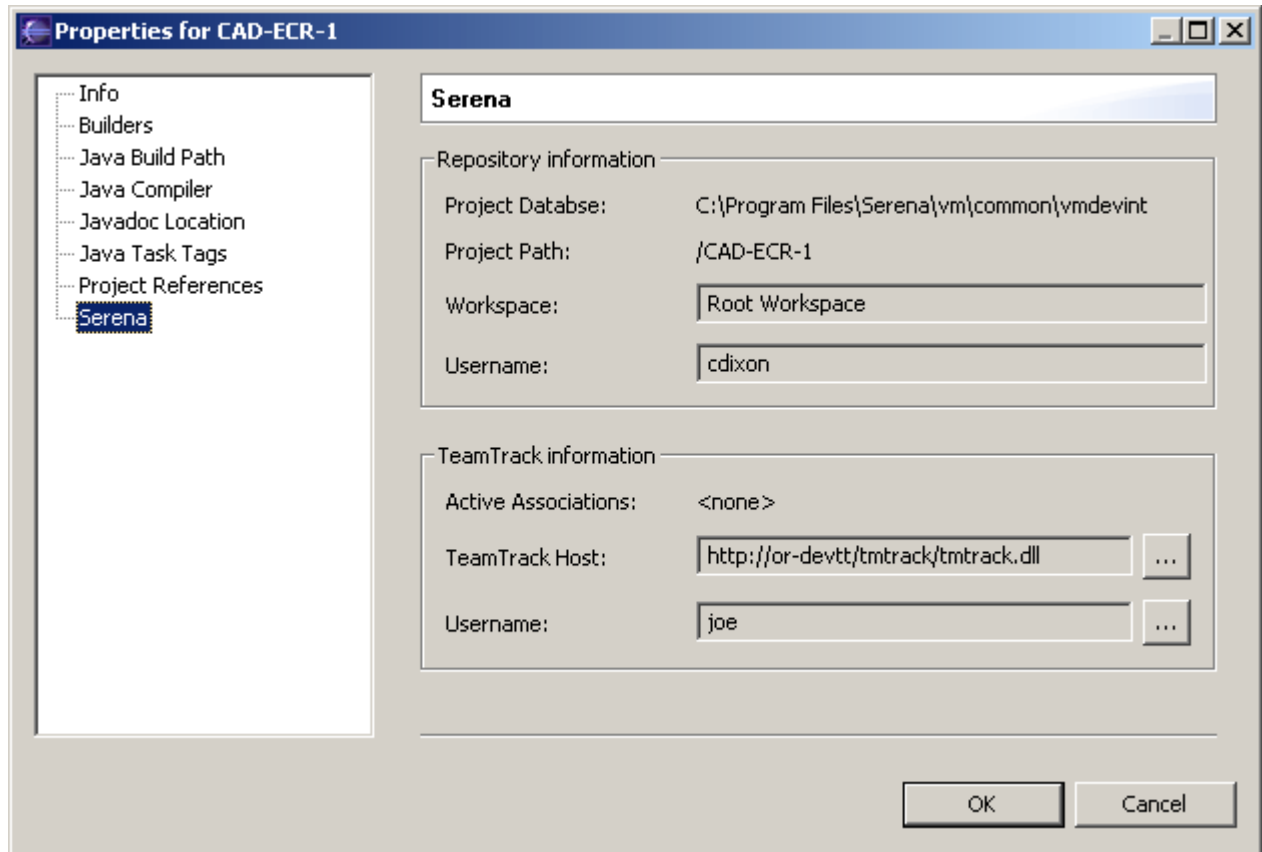 Properties for CAD-ECR-1
Info
Builders
Java Build Path
Java Compiler
Javadoc Location
Java Task Tags
Project References
Serena
Serena
Repository information
Project Databse: C:\Program Files\Serena\vm\common\vmdevint
Project Path: /CAD-ECR-1
Workspace: Root Workspace
Username: cdixon
TeamTrack information
Active Associations: <none>
TeamTrack Host: http://or-devtt/tmtrack/tmtrack.dll ...
Username: joe ...
OK Cancel